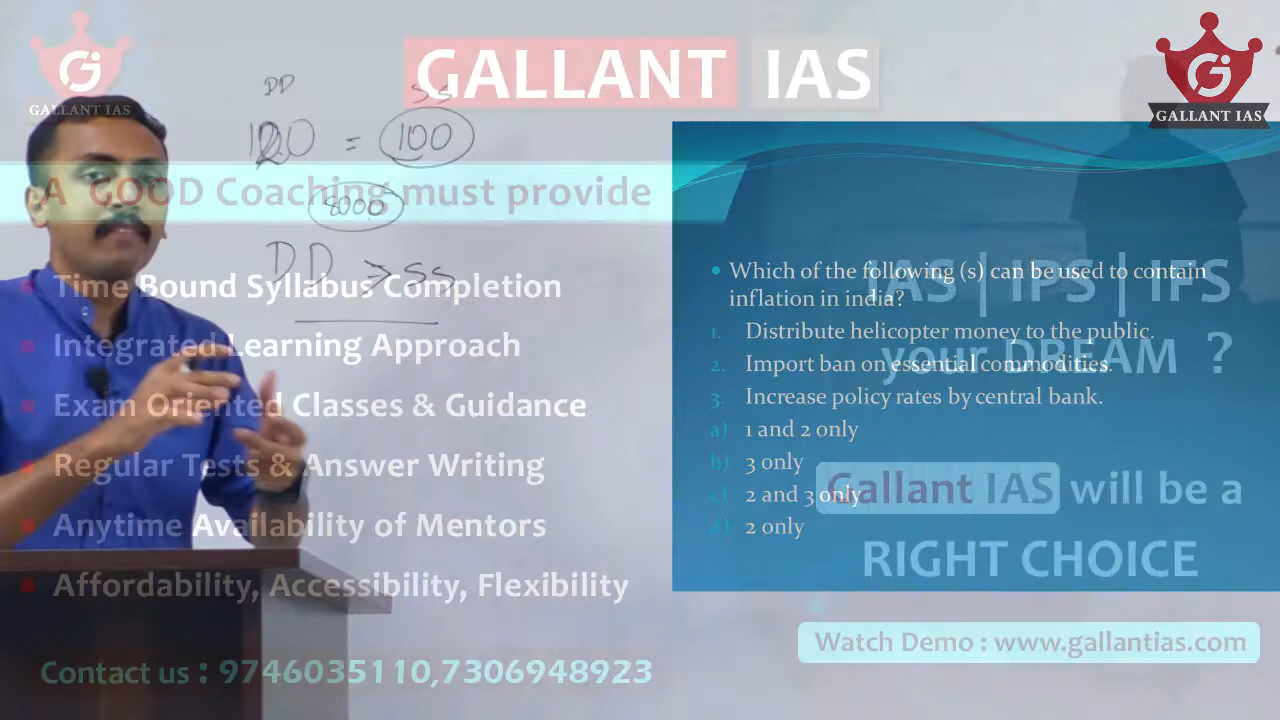 GALLANT IAS
GALLANT IAS
GALLANT IAS
DD
SS
= 100
8000
DD > SS
A GOOD Coaching must provide
Time Bound Syllabus Completion
Integrated Learning Approach
Exam Oriented Classes & Guidance
Regular Tests & Answer Writing
Anytime Availability of Mentors
Affordability, Accessibility, Flexibility
Contact us : 9746035110,7306948923
• Which of the following (s) can be used to contain
inflation in india?
1. Distribute helicopter money to the public.
2. Import ban on essential commodities.
3. Increase policy rates by central bank.
a) 1 and 2 only
b) 3 only
c) 2 and 3 only
d) 2 only
IAS | IPS | IFS
your DREAM ?
Gallant IAS will be a
RIGHT CHOICE
Watch Demo : www.gallantias.com